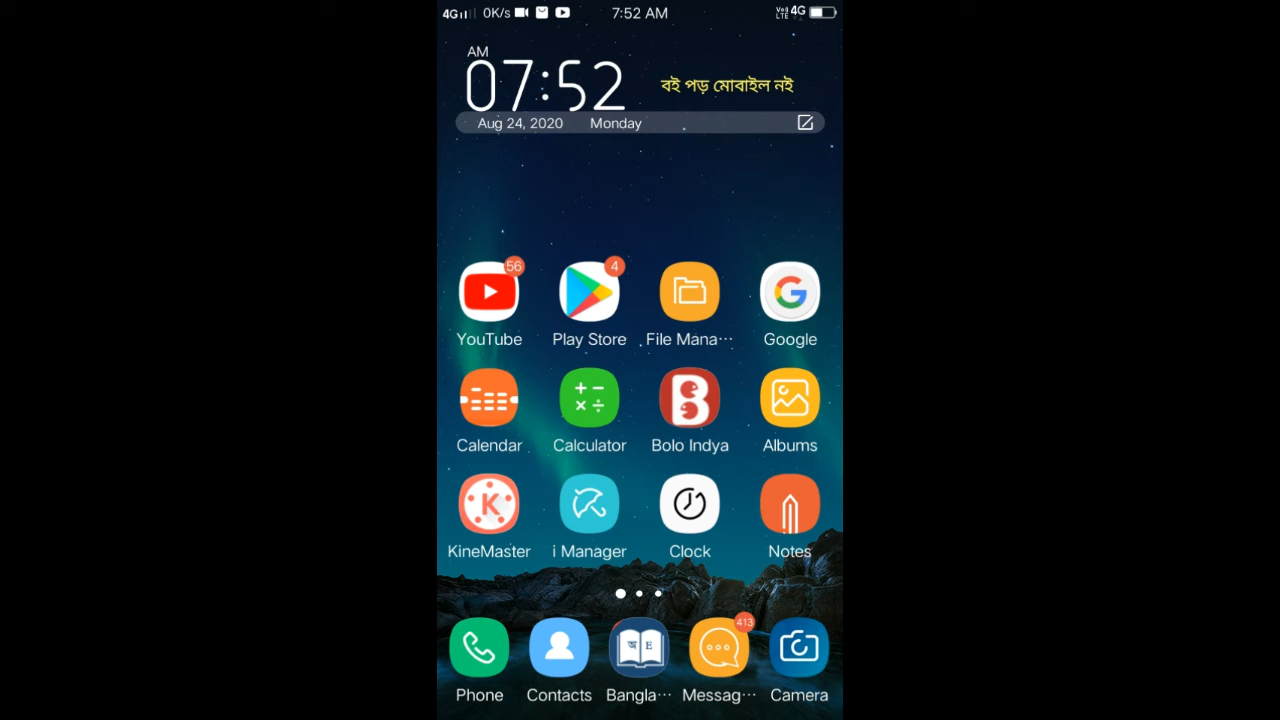 4G 0K/s 7:52 AM VoLTE 4G
AM
07:52
বই পড় মোবাইল নই
Aug 24, 2020 Monday
56 4
YouTube Play Store File Mana··· Google
Calendar Calculator Bolo Indya Albums
KineMaster i Manager Clock Notes
অ E 413
Phone Contacts Bangla··· Messag··· Camera